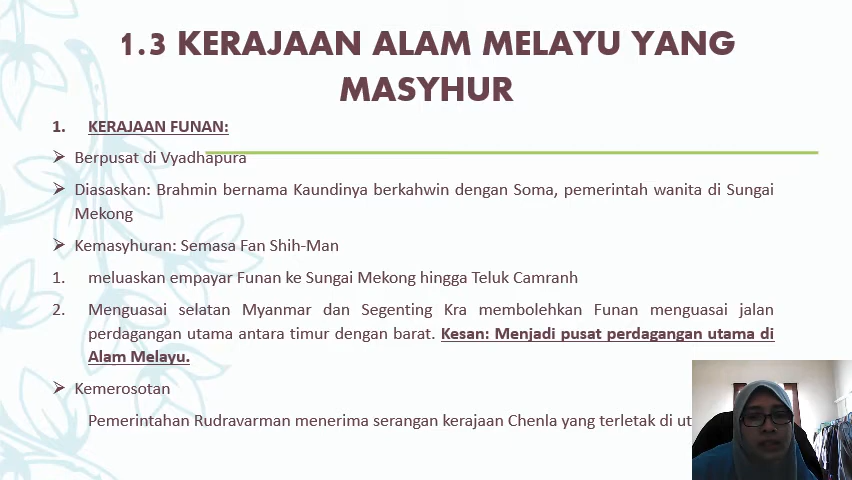 1.3 KERAJAAN ALAM MELAYU YANG
MASYHUR
1. KERAJAAN FUNAN:
➢ Berpusat di Vyadhapura
➢ Diasaskan: Brahmin bernama Kaundinya berkahwin dengan Soma, pemerintah wanita di Sungai
Mekong
➢ Kemasyhuran: Semasa Fan Shih-Man
1. meluaskan empayar Funan ke Sungai Mekong hingga Teluk Camranh
2. Menguasai selatan Myanmar dan Segenting Kra membolehkan Funan menguasai jalan
perdagangan utama antara timur dengan barat. Kesan: Menjadi pusat perdagangan utama di
Alam Melayu.
➢ Kemerosotan
Pemerintahan Rudravarman menerima serangan kerajaan Chenla yang terletak di